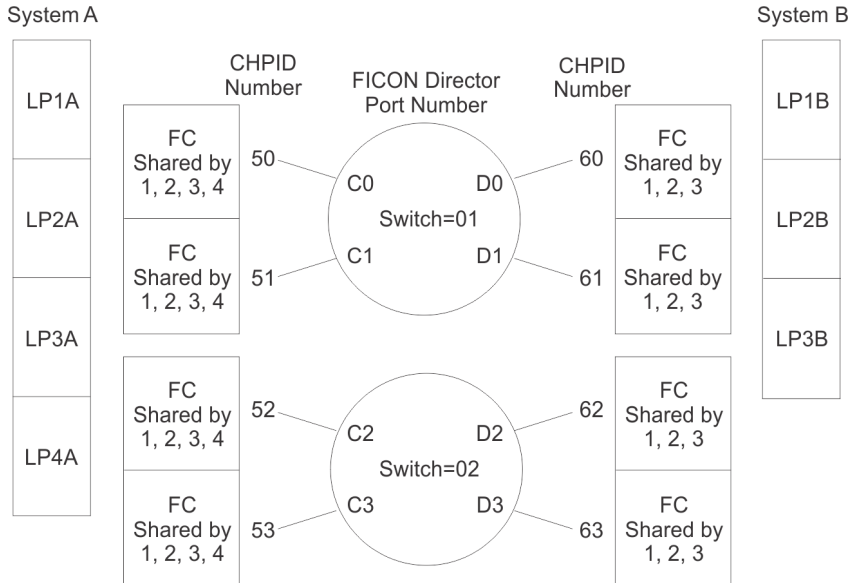 System A
System B
CHPID
Number
FICON Director
Port Number
CHPID
Number
LP1A
LP2A
LP3A
LP4A
FC
Shared by
1, 2, 3, 4
50
FC
Shared by
1, 2, 3, 4
51
C0
D0
Switch=01
C1
D1
60
FC
Shared by
1, 2, 3
61
FC
Shared by
1, 2, 3
FC
Shared by
1, 2, 3, 4
52
FC
Shared by
1, 2, 3, 4
53
C2
D2
Switch=02
C3
D3
62
FC
Shared by
1, 2, 3
63
FC
Shared by
1, 2, 3
LP1B
LP2B
LP3B